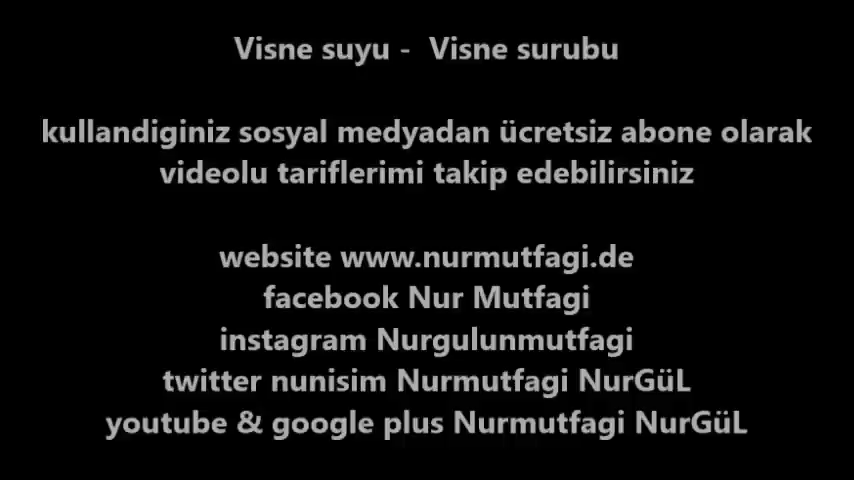 Visne suyu -  Visne surubu
kullandiginiz sosyal medyadan ücretsiz abone olarak
videolu tariflerimi takip edebilirsiniz
website www.nurmutfagi.de
facebook Nur Mutfagi
instagram Nurgulunmutfagi
twitter nunisim Nurmutfagi NurGüL
youtube & google plus Nurmutfagi NurGüL